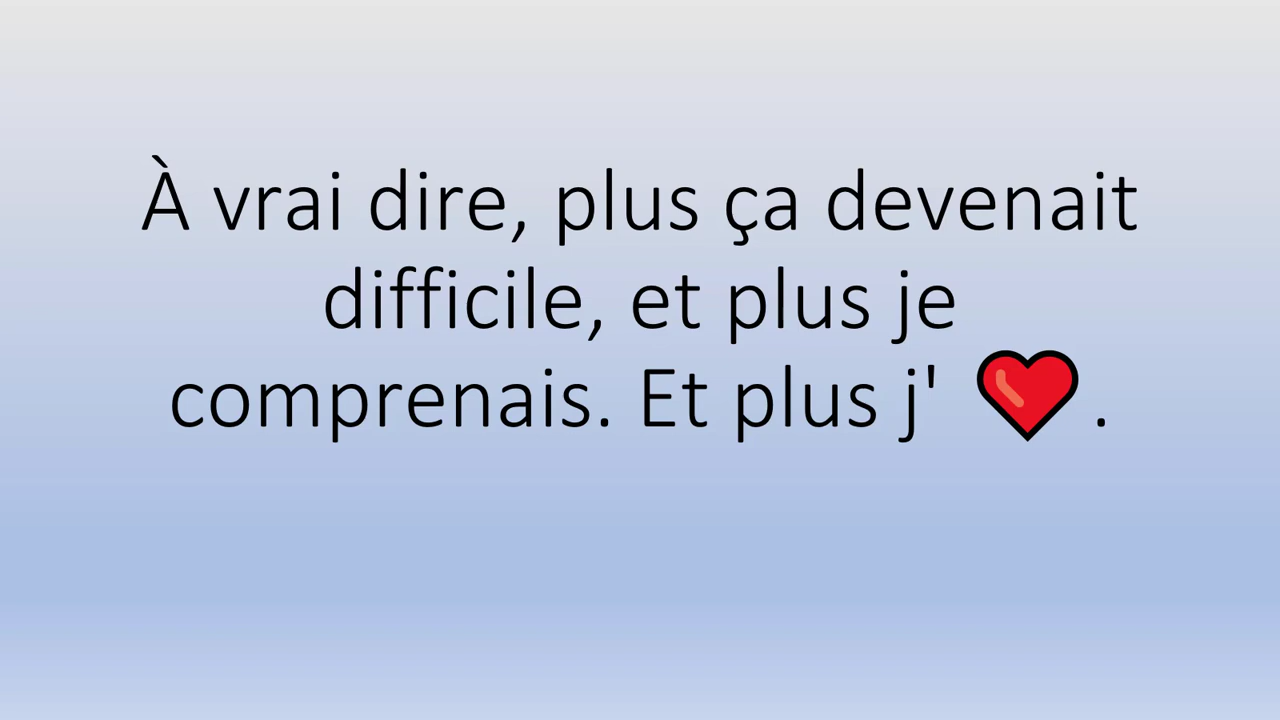 À vrai dire, plus ça devenait
difficile, et plus je
comprenais. Et plus j' ❤️.